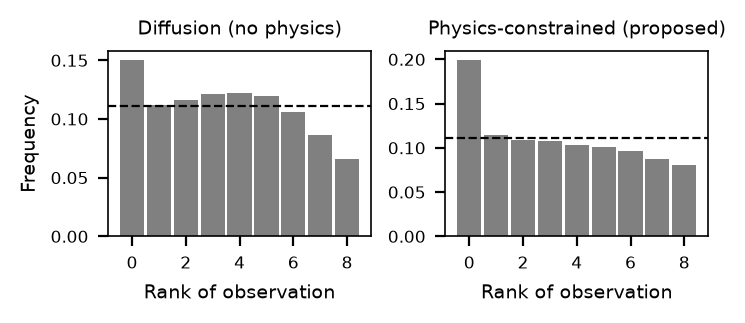 Diffusion (no physics)
Frequency
0.15
0.10
0.05
0.00
0 2 4 6 8
Rank of observation
Physics-constrained (proposed)
0.20
0.15
0.10
0.05
0.00
0 2 4 6 8
Rank of observation